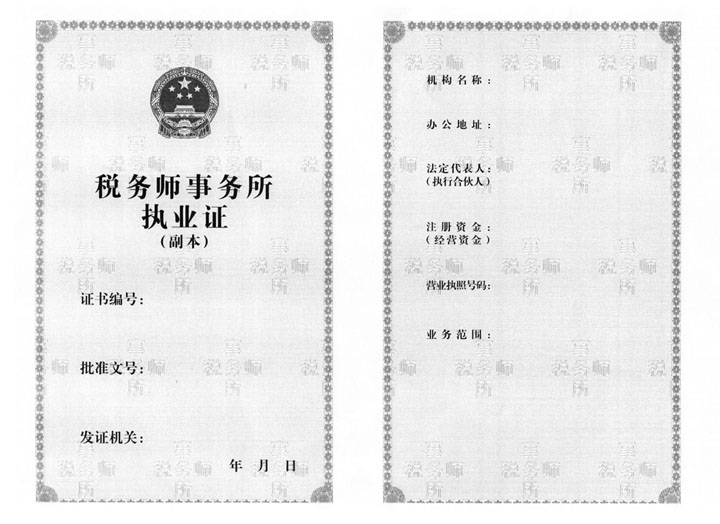 税务师事务所
执业证
(副本)
证书编号:
批准文号:
发证机关:
年 月 日
机构名称:
办公地址:
法定代表人:
(执行合伙人)
注册资金:
(经营资金)
营业执照号码:
业务范围: